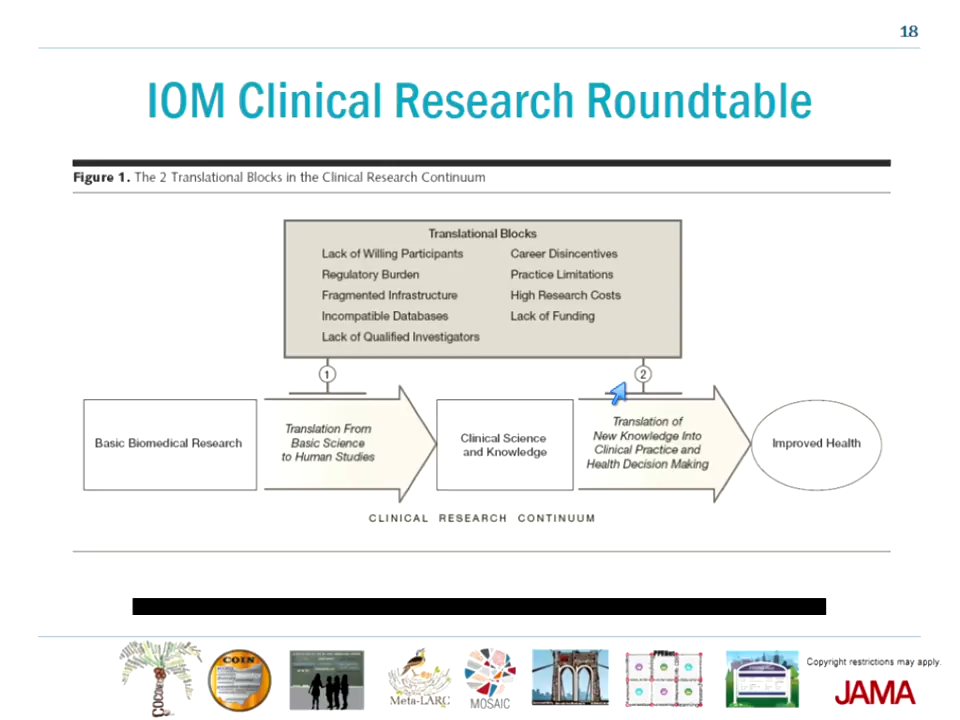 18
IOM Clinical Research Roundtable
Figure 1. The 2 Translational Blocks in the Clinical Research Continuum
Translational Blocks
Lack of Willing Participants
Regulatory Burden
Fragmented Infrastructure
Incompatible Databases
Lack of Qualified Investigators
Career Disincentives
Practice Limitations
High Research Costs
Lack of Funding
1
2
Basic Biomedical Research
Translation From
Basic Science
to Human Studies
Clinical Science
and Knowledge
Translation of
New Knowledge Into
Clinical Practice and
Health Decision Making
Improved Health
CLINICAL RESEARCH CONTINUUM
COIN
Meta-LARC
MOSAIC
PPRNet
Copyright restrictions may apply.
JAMA